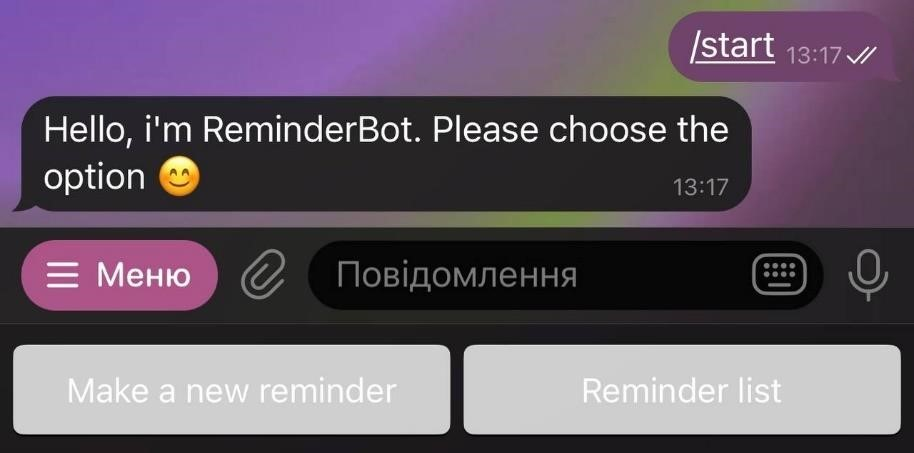 /start 13:17
Hello, i'm ReminderBot. Please choose the
option 😊 13:17
Меню Повідомлення
Make a new reminder Reminder list